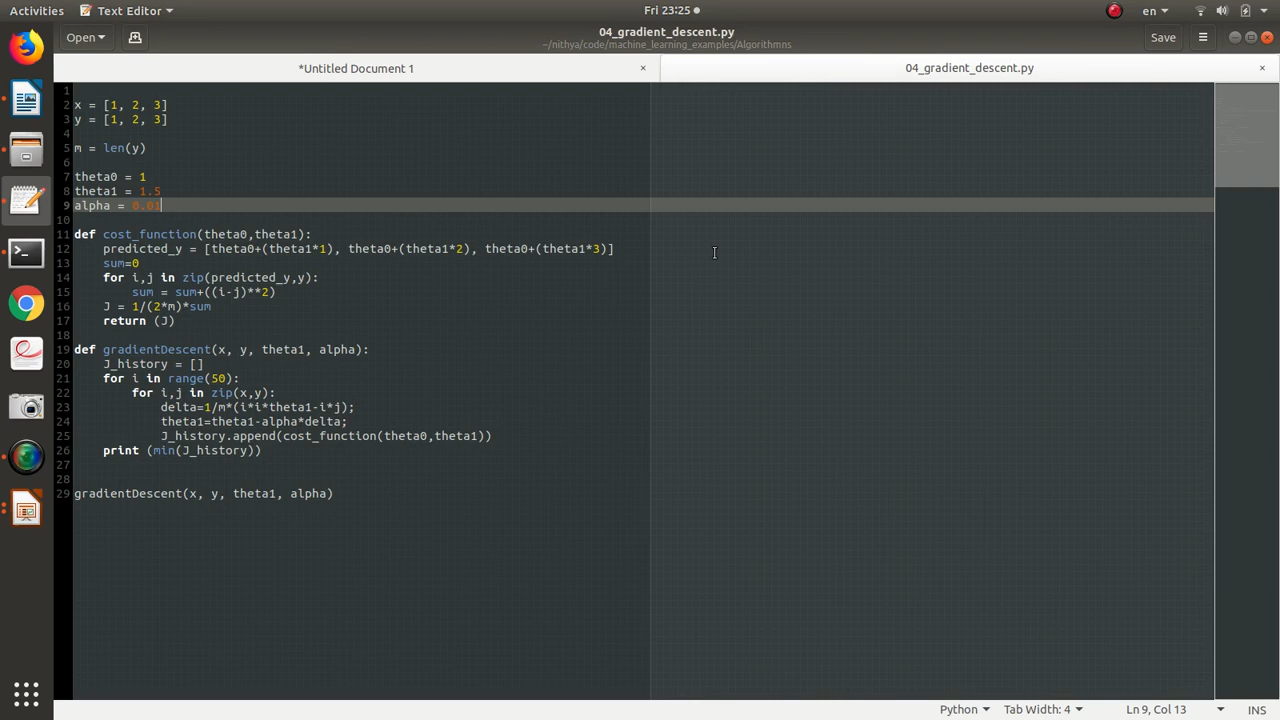 Activities
Text Editor
Fri 23:25
en
Open
04_gradient_descent.py
~/nithya/code/machine_learning_examples/Algorithmns
Save
*Untitled Document 1
04_gradient_descent.py
1
2 x = [1, 2, 3]
3 y = [1, 2, 3]
4
5 m = len(y)
6
7 theta0 = 1
8 theta1 = 1.5
9 alpha = 0.01
10
11 def cost_function(theta0,theta1):
12     predicted_y = [theta0+(theta1*1), theta0+(theta1*2), theta0+(theta1*3)]
13     sum=0
14     for i,j in zip(predicted_y,y):
15         sum = sum+((i-j)**2)
16     J = 1/(2*m)*sum
17     return (J)
18
19 def gradientDescent(x, y, theta1, alpha):
20     J_history = []
21     for i in range(50):
22         for i,j in zip(x,y):
23             delta=1/m*(i*i*theta1-i*j);
24             theta1=theta1-alpha*delta;
25             J_history.append(cost_function(theta0,theta1))
26     print (min(J_history))
27
28
29 gradientDescent(x, y, theta1, alpha)
Python
Tab Width: 4
Ln 9, Col 13
INS